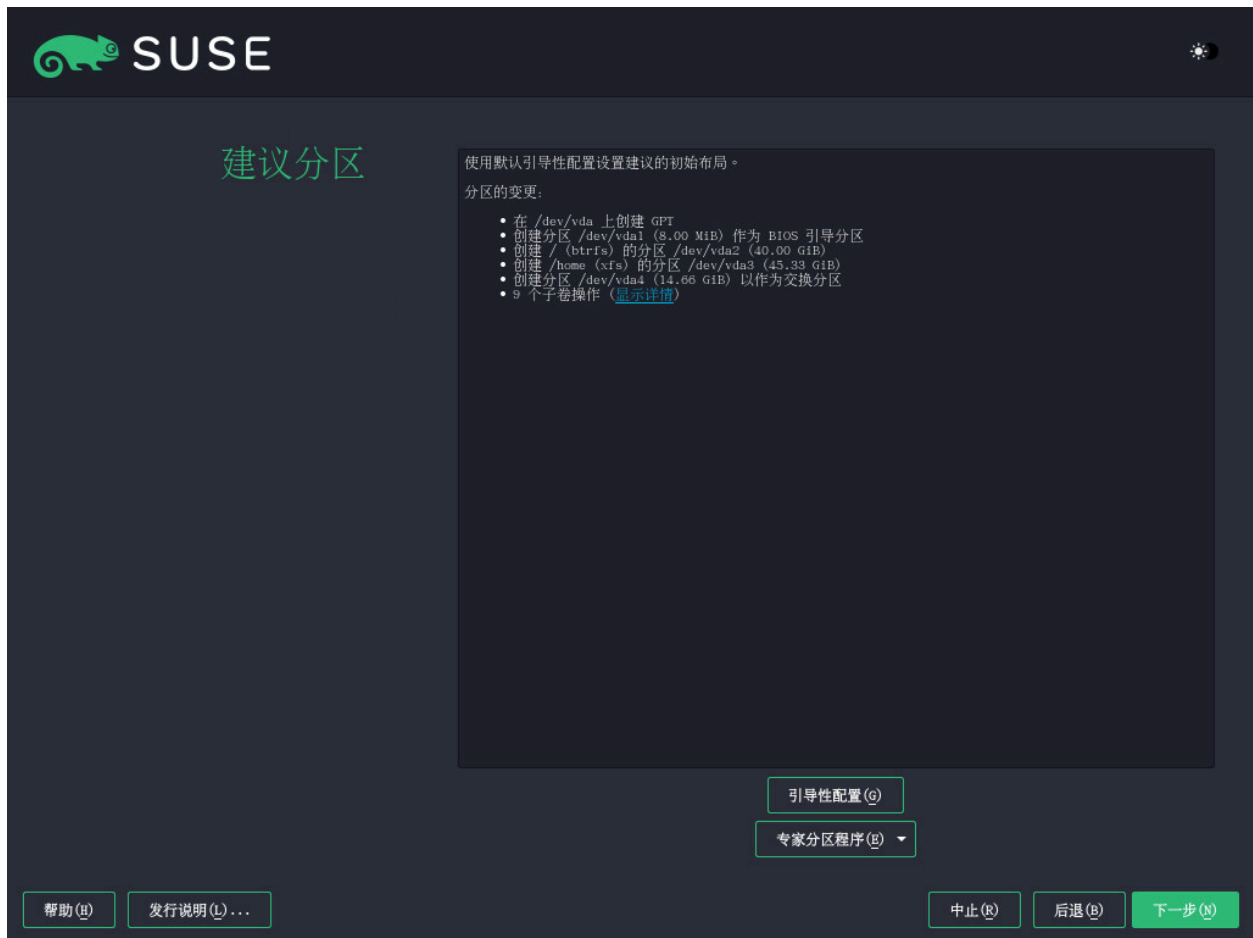 SUSE
建议分区
使用默认引导性配置设置建议的初始布局。
分区的变更:
• 在 /dev/vda 上创建 GPT
• 创建分区 /dev/vda1 (8.00 MiB) 作为 BIOS 引导分区
• 创建 / (btrfs) 的分区 /dev/vda2 (40.00 GiB)
• 创建 /home (xfs) 的分区 /dev/vda3 (45.33 GiB)
• 创建分区 /dev/vda4 (14.66 GiB) 以作为交换分区
• 9 个子卷操作 (显示详情)
引导性配置(G)
专家分区程序(E)
帮助(H) 发行说明(L)... 中止(R) 后退(B) 下一步(N)